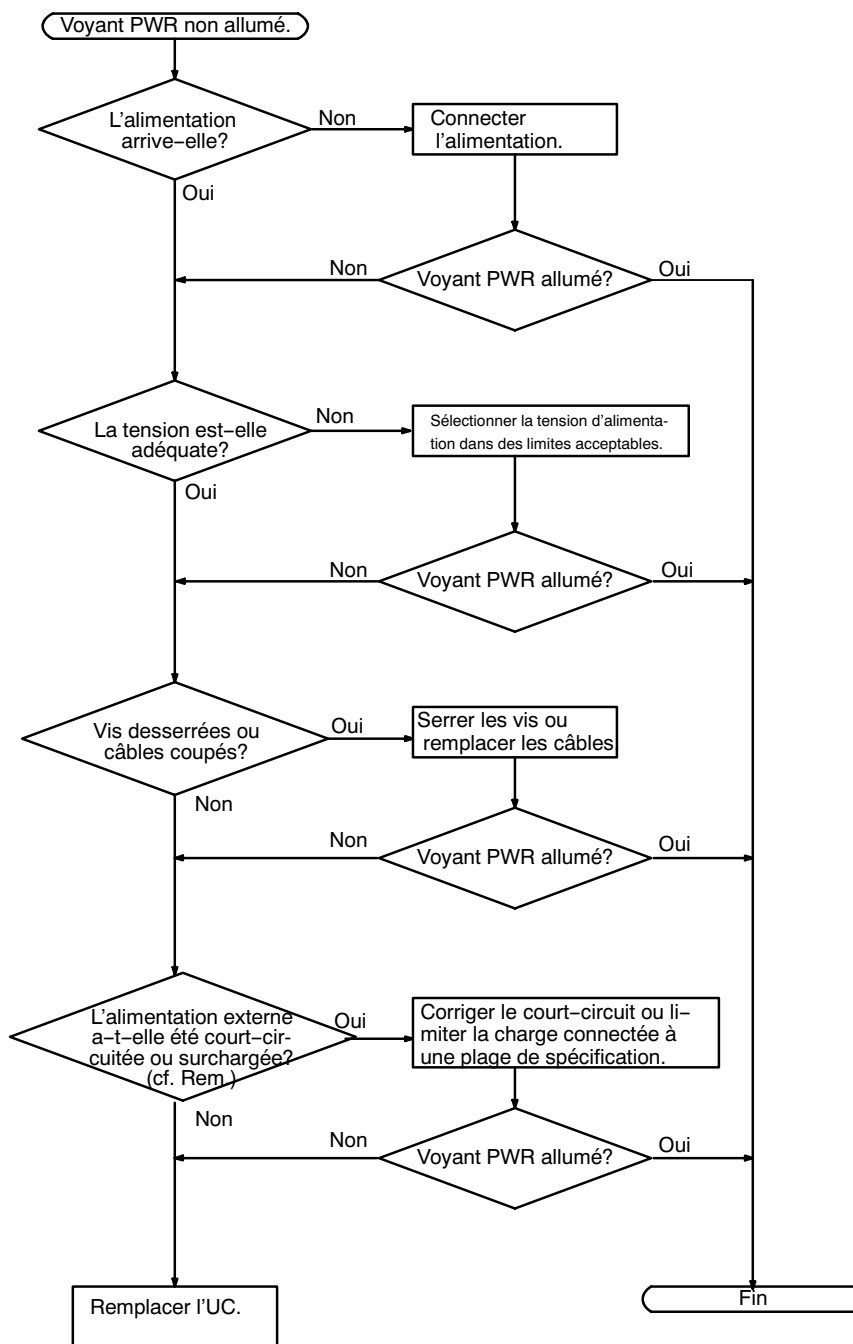 Voyant PWR non allumé.
L'alimentation
arrive–elle?
Non
Connecter
l'alimentation.
Oui
Non
Voyant PWR allumé?
Oui
La tension est–elle
adéquate?
Non
Sélectionner la tension d'alimenta-
tion dans des limites acceptables.
Oui
Non
Voyant PWR allumé?
Oui
Vis desserrées ou
câbles coupés?
Oui
Serrer les vis ou
remplacer les câbles
Non
Non
Voyant PWR allumé?
Oui
L'alimentation externe
a–t–elle été court–cir-
cuitée ou surchargée?
(cf. Rem )
Oui
Corriger le court–circuit ou li-
miter la charge connectée à
une plage de spécification.
Non
Non
Voyant PWR allumé?
Oui
Remplacer l'UC.
Fin